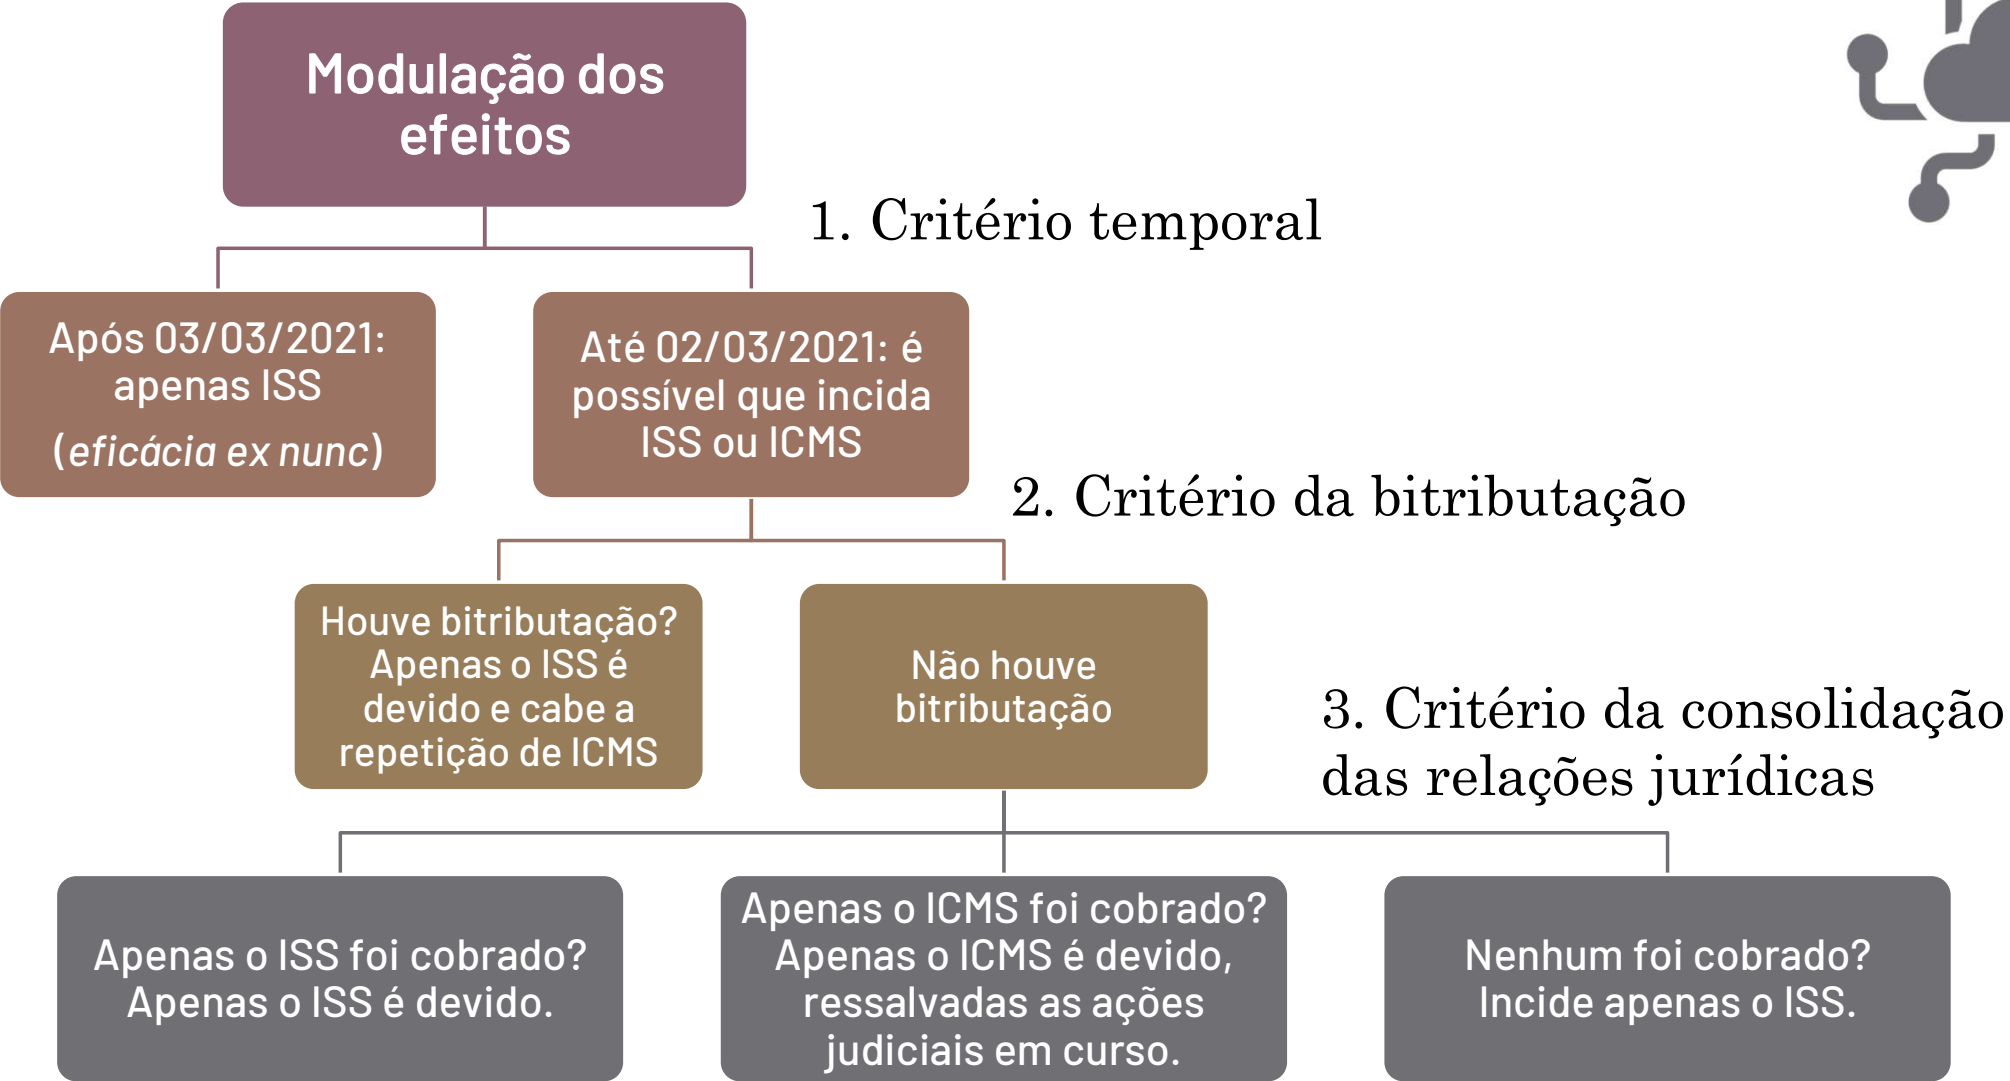 Modulação dos
efeitos
1. Critério temporal
Após 03/03/2021:
apenas ISS
(eficácia ex nunc)
Até 02/03/2021: é
possível que incida
ISS ou ICMS
2. Critério da bitributação
Houve bitributação?
Apenas o ISS é
devido e cabe a
repetição de ICMS
Não houve
bitributação
3. Critério da consolidação
das relações jurídicas
Apenas o ISS foi cobrado?
Apenas o ISS é devido.
Apenas o ICMS foi cobrado?
Apenas o ICMS é devido,
ressalvadas as ações
judiciais em curso.
Nenhum foi cobrado?
Incide apenas o ISS.